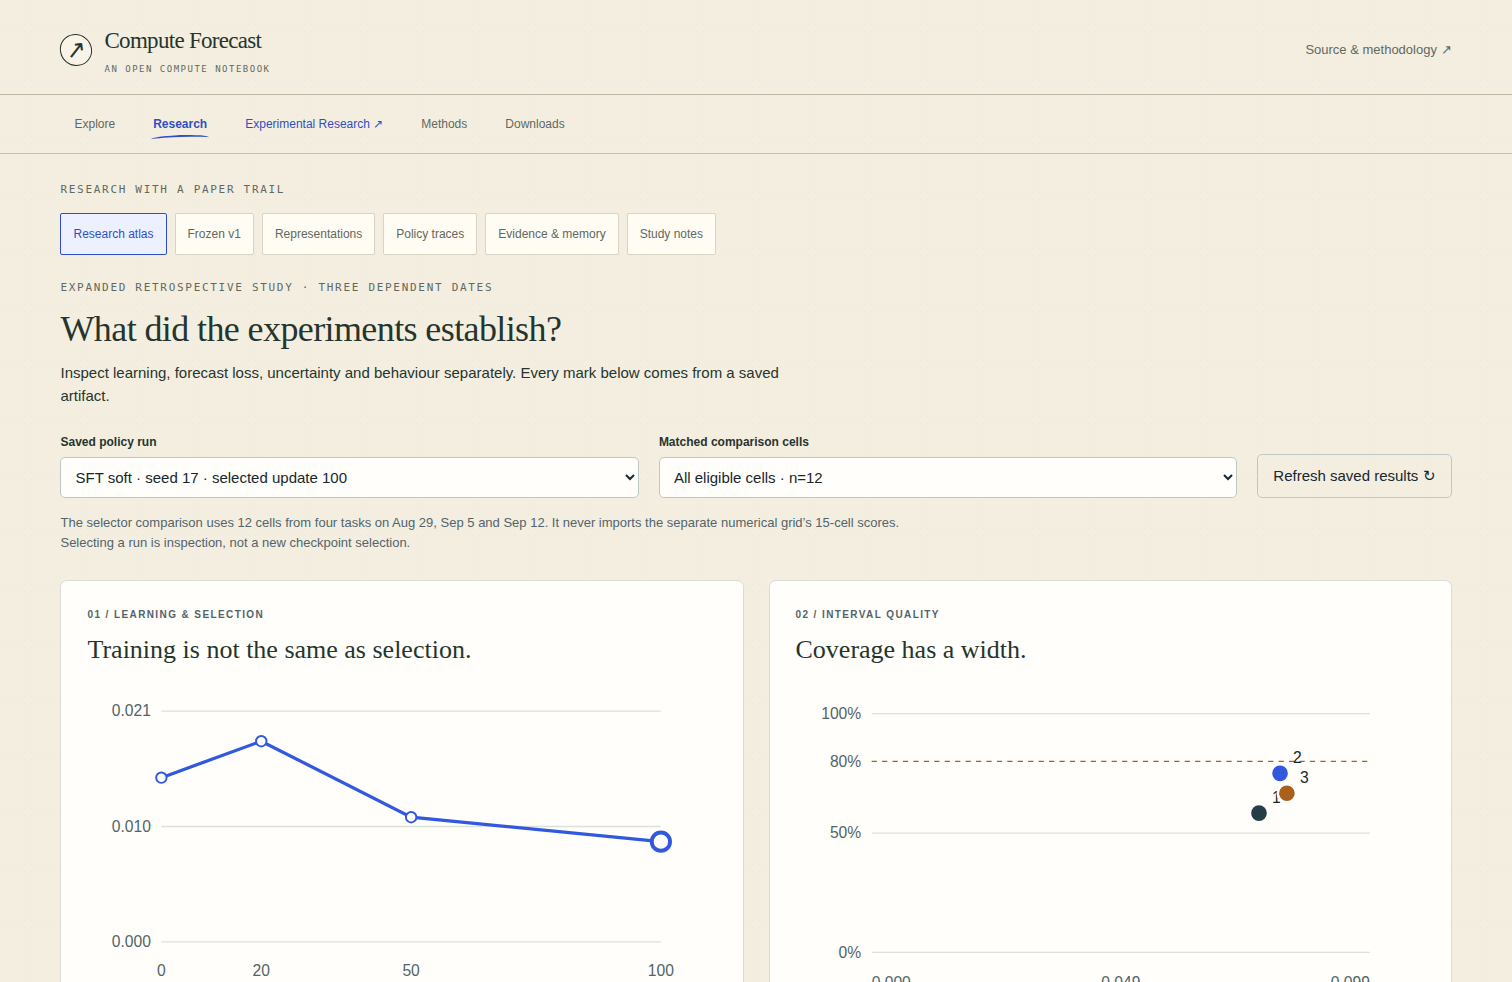 Compute Forecast
AN OPEN COMPUTE NOTEBOOK
Source & methodology ↗
Explore
Research
Experimental Research ↗
Methods
Downloads
RESEARCH WITH A PAPER TRAIL
Research atlas
Frozen v1
Representations
Policy traces
Evidence & memory
Study notes
EXPANDED RETROSPECTIVE STUDY · THREE DEPENDENT DATES
What did the experiments establish?
Inspect learning, forecast loss, uncertainty and behaviour separately. Every mark below comes from a saved
artifact.
Saved policy run
SFT soft · seed 17 · selected update 100
Matched comparison cells
All eligible cells · n=12
Refresh saved results ↻
The selector comparison uses 12 cells from four tasks on Aug 29, Sep 5 and Sep 12. It never imports the separate numerical grid's 15-cell scores.
Selecting a run is inspection, not a new checkpoint selection.
01 / LEARNING & SELECTION
Training is not the same as selection.
0.021
0.010
0.000
0
20
50
100
02 / INTERVAL QUALITY
Coverage has a width.
100%
80%
50%
0%
2
3
1
0.000
0.049
0.099